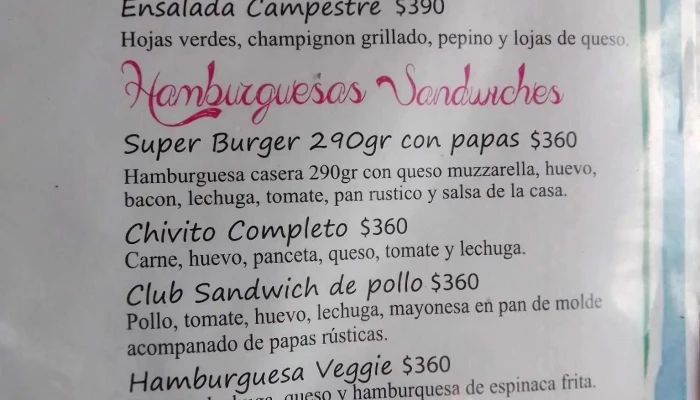 Ensalada Campestre $390
Hojas verdes, champignon grillado, pepino y lojas de queso.
Hamburguesas Sandwiches
Super Burger 290gr con papas $360
Hamburguesa casera 290gr con queso muzzarella, huevo,
bacon, lechuga, tomate, pan rustico y salsa de la casa.
Chivito Completo $360
Carne, huevo, panceta, queso, tomate y lechuga.
Club Sandwich de pollo $360
Pollo, tomate, huevo, lechuga, mayonesa en pan de molde
acompanado de papas rústicas.
Hamburguesa Veggie $360
queso y hamburquesa de espinaca frita.